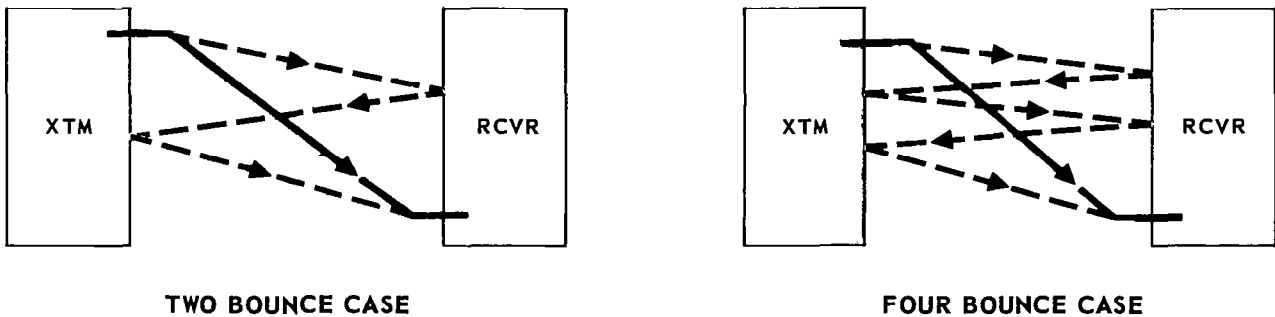 XTM
RCVR
XTM
RCVR
TWO BOUNCE CASE
FOUR BOUNCE CASE